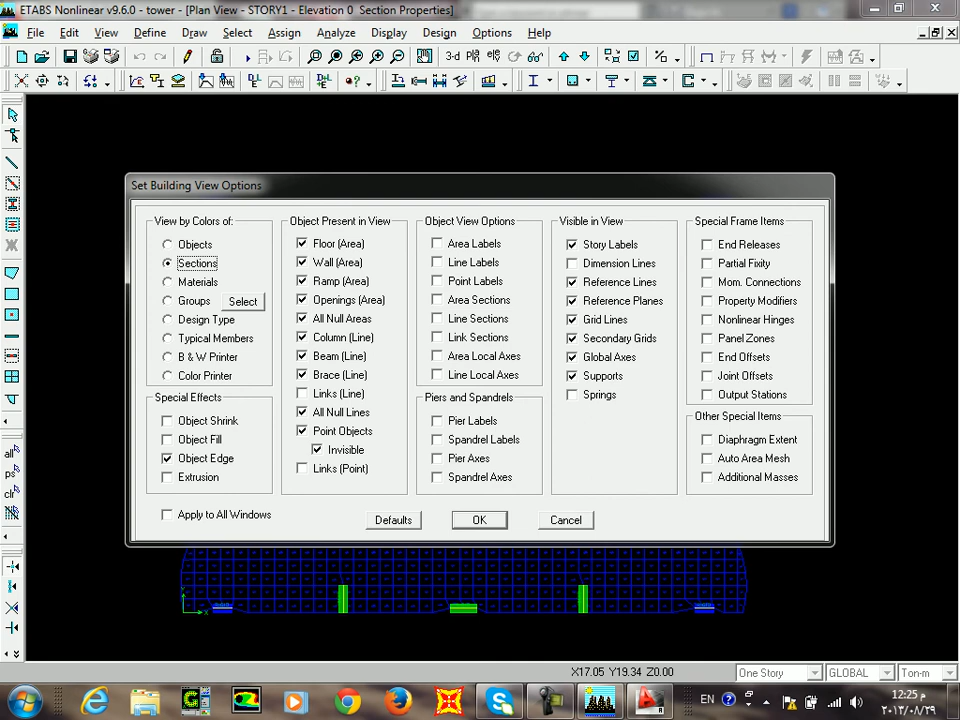 ETABS Nonlinear v9.6.0 - tower - [Plan View - STORY1 - Elevation 0 Section Properties]
File Edit View Define Draw Select Assign Analyze Display Design Options Help
3-d
all
ps
clr
Set Building View Options
View by Colors of:
Objects
Sections
Materials
Groups Select
Design Type
Typical Members
B & W Printer
Color Printer
Special Effects
Object Shrink
Object Fill
Object Edge
Extrusion
Apply to All Windows
Object Present in View
Floor (Area)
Wall (Area)
Ramp (Area)
Openings (Area)
All Null Areas
Column (Line)
Beam (Line)
Brace (Line)
Links (Line)
All Null Lines
Point Objects
Invisible
Links (Point)
Object View Options
Area Labels
Line Labels
Point Labels
Area Sections
Line Sections
Link Sections
Area Local Axes
Line Local Axes
Piers and Spandrels
Pier Labels
Spandrel Labels
Pier Axes
Spandrel Axes
Visible in View
Story Labels
Dimension Lines
Reference Lines
Reference Planes
Grid Lines
Secondary Grids
Global Axes
Supports
Springs
Special Frame Items
End Releases
Partial Fixity
Mom. Connections
Property Modifiers
Nonlinear Hinges
Panel Zones
End Offsets
Joint Offsets
Output Stations
Other Special Items
Diaphragm Extent
Auto Area Mesh
Additional Masses
Defaults OK Cancel
X17.05 Y19.34 Z0.00 One Story GLOBAL Ton-m
EN
12:25 م
٢٠١٣/٠٨/٢٩